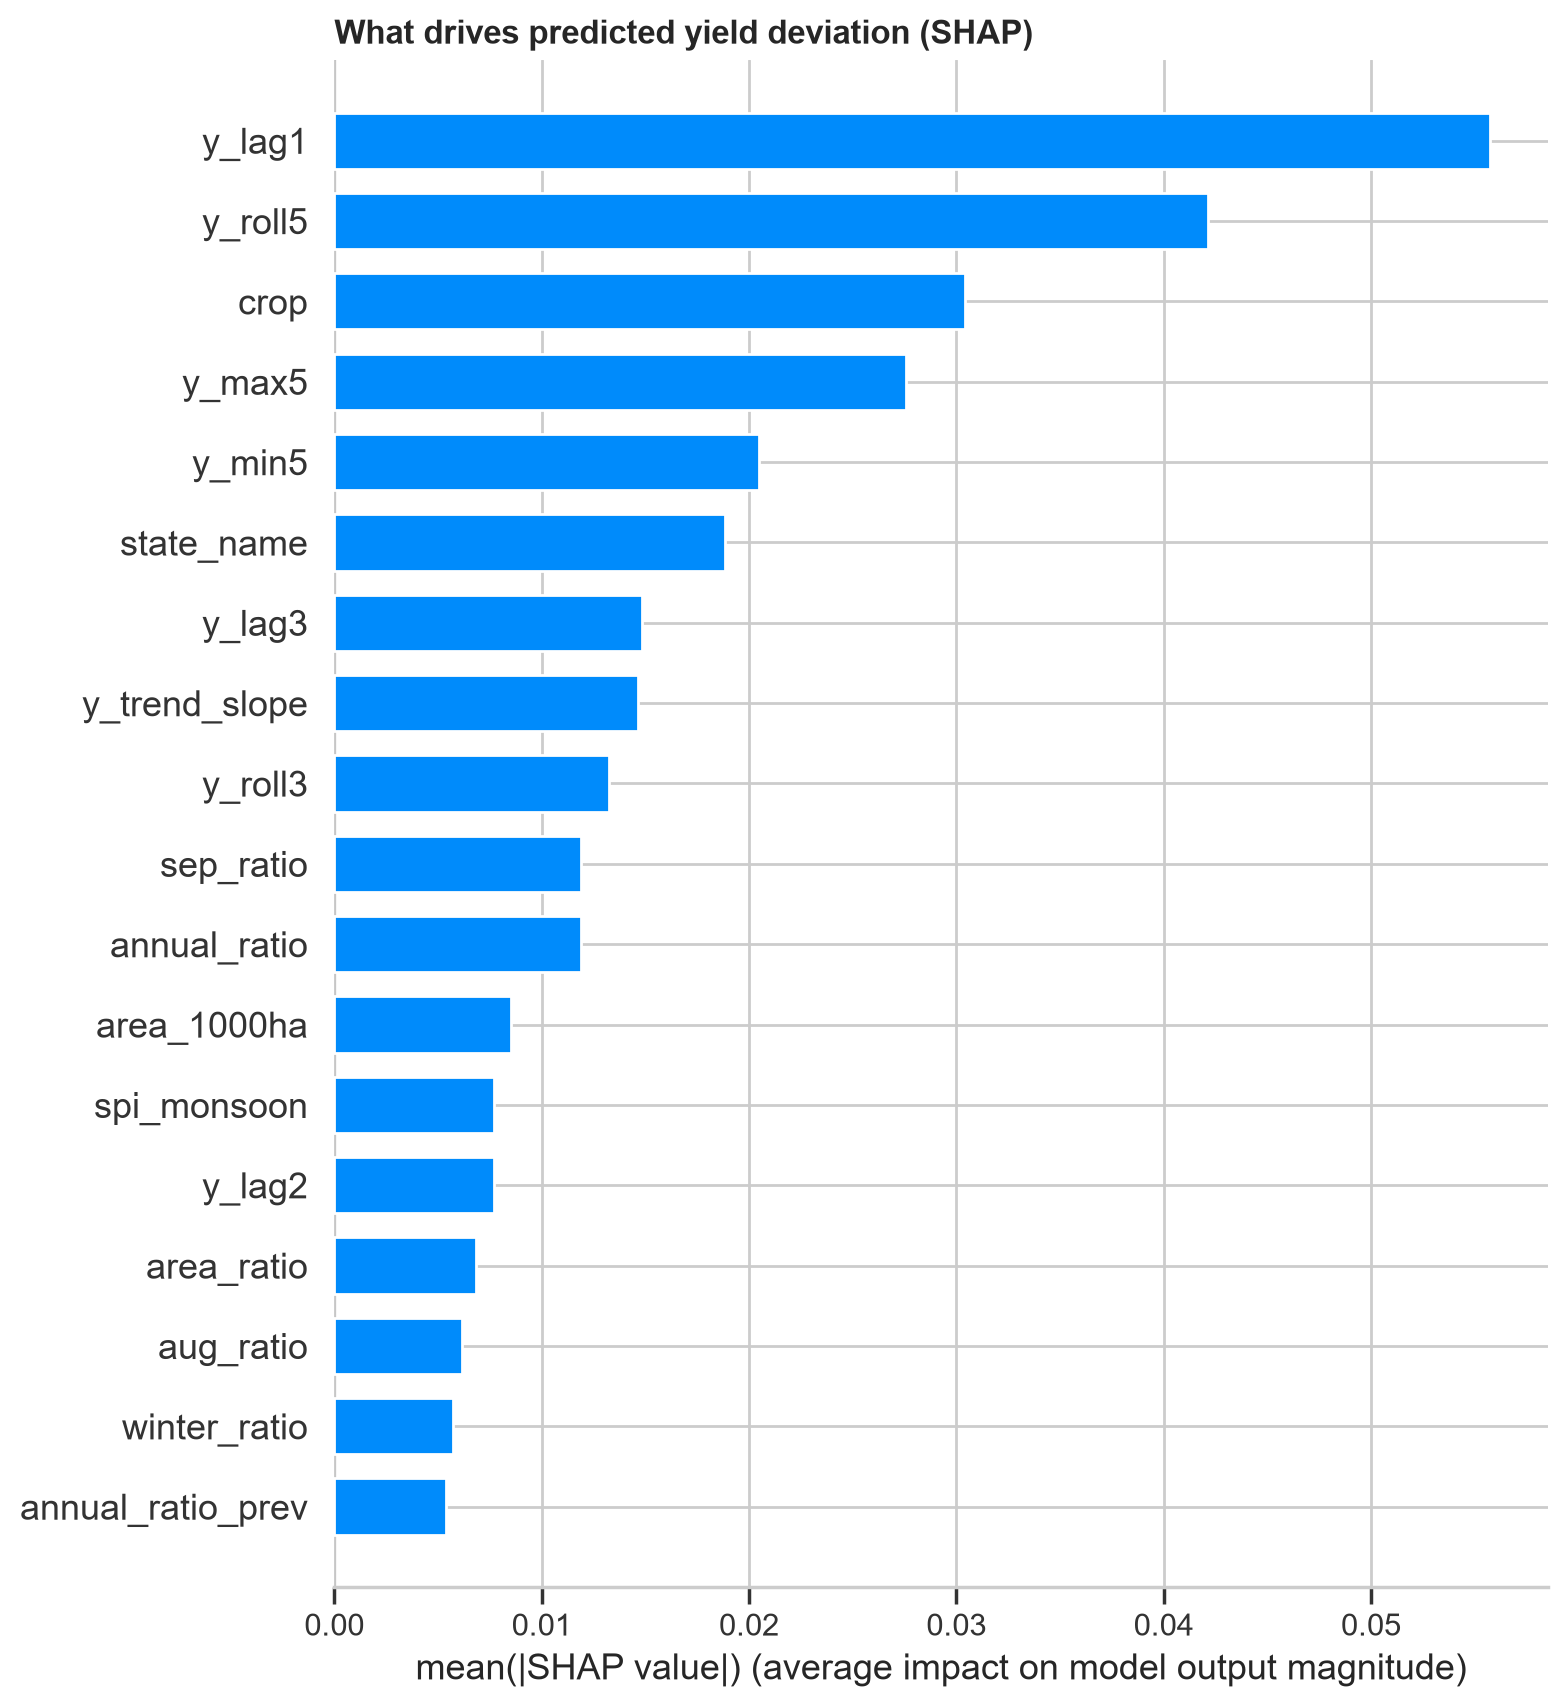 What drives predicted yield deviation (SHAP)
y_lag1
y_roll5
crop
y_max5
y_min5
state_name
y_lag3
y_trend_slope
y_roll3
sep_ratio
annual_ratio
area_1000ha
spi_monsoon
y_lag2
area_ratio
aug_ratio
winter_ratio
annual_ratio_prev
0.00 0.01 0.02 0.03 0.04 0.05
mean(|SHAP value|) (average impact on model output magnitude)